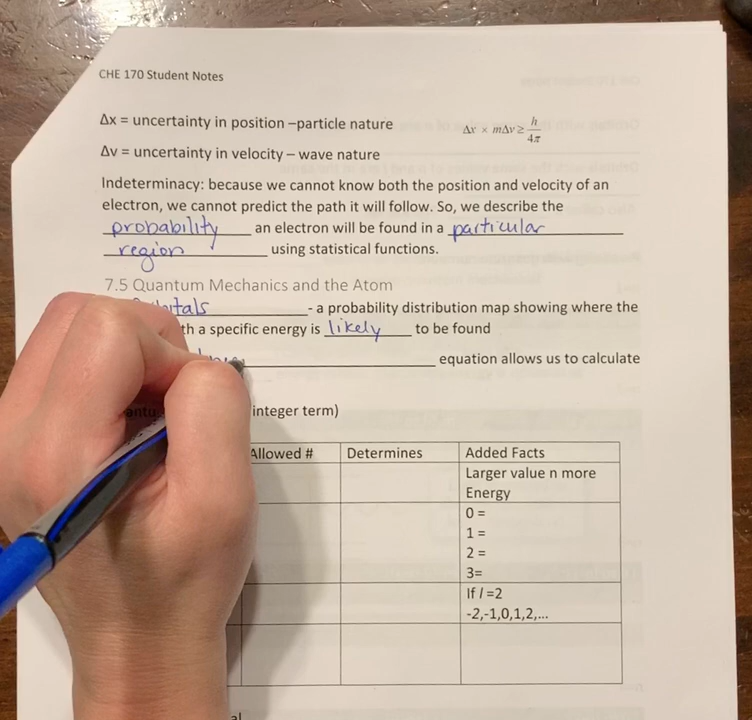 CHE 170 Student Notes
Δx = uncertainty in position –particle nature
Δx × mΔv ≥ h/4π
Δv = uncertainty in velocity – wave nature
Indeterminacy: because we cannot know both the position and velocity of an
electron, we cannot predict the path it will follow. So, we describe the
probability an electron will be found in a particular
region using statistical functions.
7.5 Quantum Mechanics and the Atom
- a probability distribution map showing where the
a specific energy is likely to be found
equation allows us to calculate
integer term)
Allowed # Determines Added Facts
Larger value n more
Energy
0 =
1 =
2 =
3=
If l =2
-2,-1,0,1,2,...